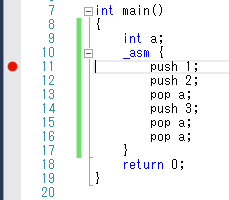 7 int main()
8 {
9 int a;
10 _asm {
11 push 1;
12 push 2;
13 pop a;
14 push 3;
15 pop a;
16 pop a;
17 }
18 return 0;
19 }
20